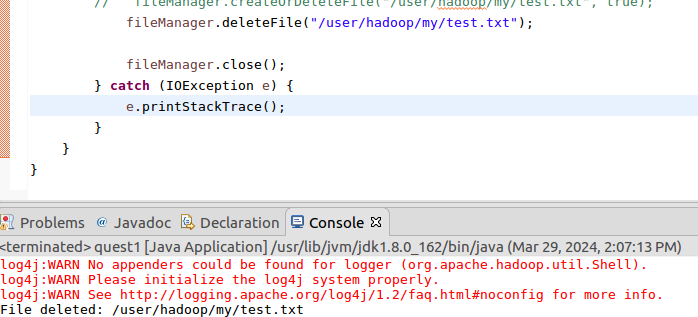 //   fileManager.createOrDeleteFile("/user/hadoop/my/test.txt", true);
fileManager.deleteFile("/user/hadoop/my/test.txt");
fileManager.close();
} catch (IOException e) {
e.printStackTrace();
}
}
}
Problems @ Javadoc Declaration Console
<terminated> quest1 [Java Application] /usr/lib/jvm/jdk1.8.0_162/bin/java (Mar 29, 2024, 2:07:13 PM)
log4j:WARN No appenders could be found for logger (org.apache.hadoop.util.Shell).
log4j:WARN Please initialize the log4j system properly.
log4j:WARN See http://logging.apache.org/log4j/1.2/faq.html#noconfig for more info.
File deleted: /user/hadoop/my/test.txt